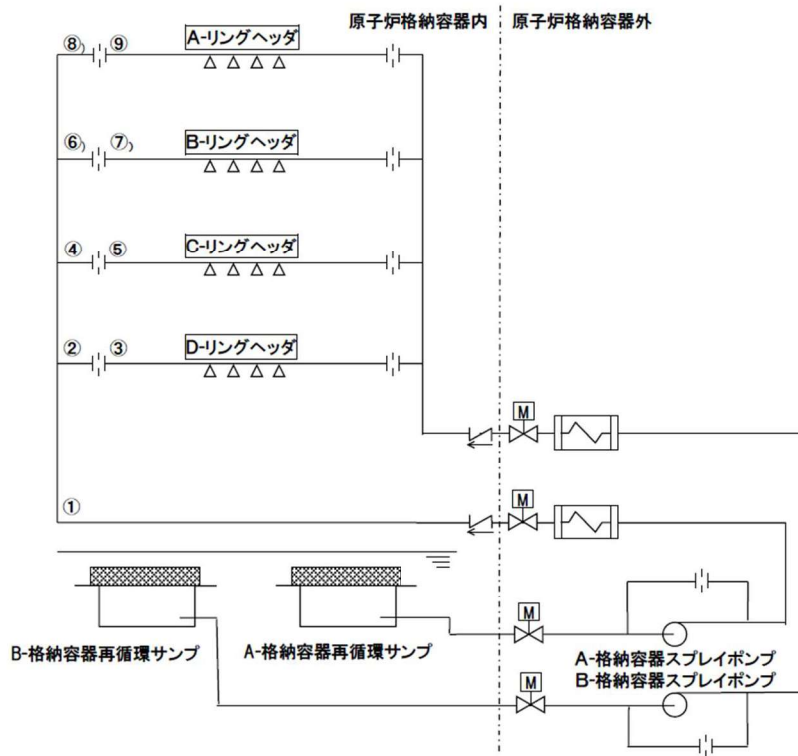 原子炉格納容器内
原子炉格納容器外
⑧) ⑨
A-リングヘッダ
⑥) ⑦)
B-リングヘッダ
④ ⑤
C-リングヘッダ
② ③
D-リングヘッダ
M
①
M
M
B-格納容器再循環サンプ
A-格納容器再循環サンプ
A-格納容器スプレイポンプ
B-格納容器スプレイポンプ
M